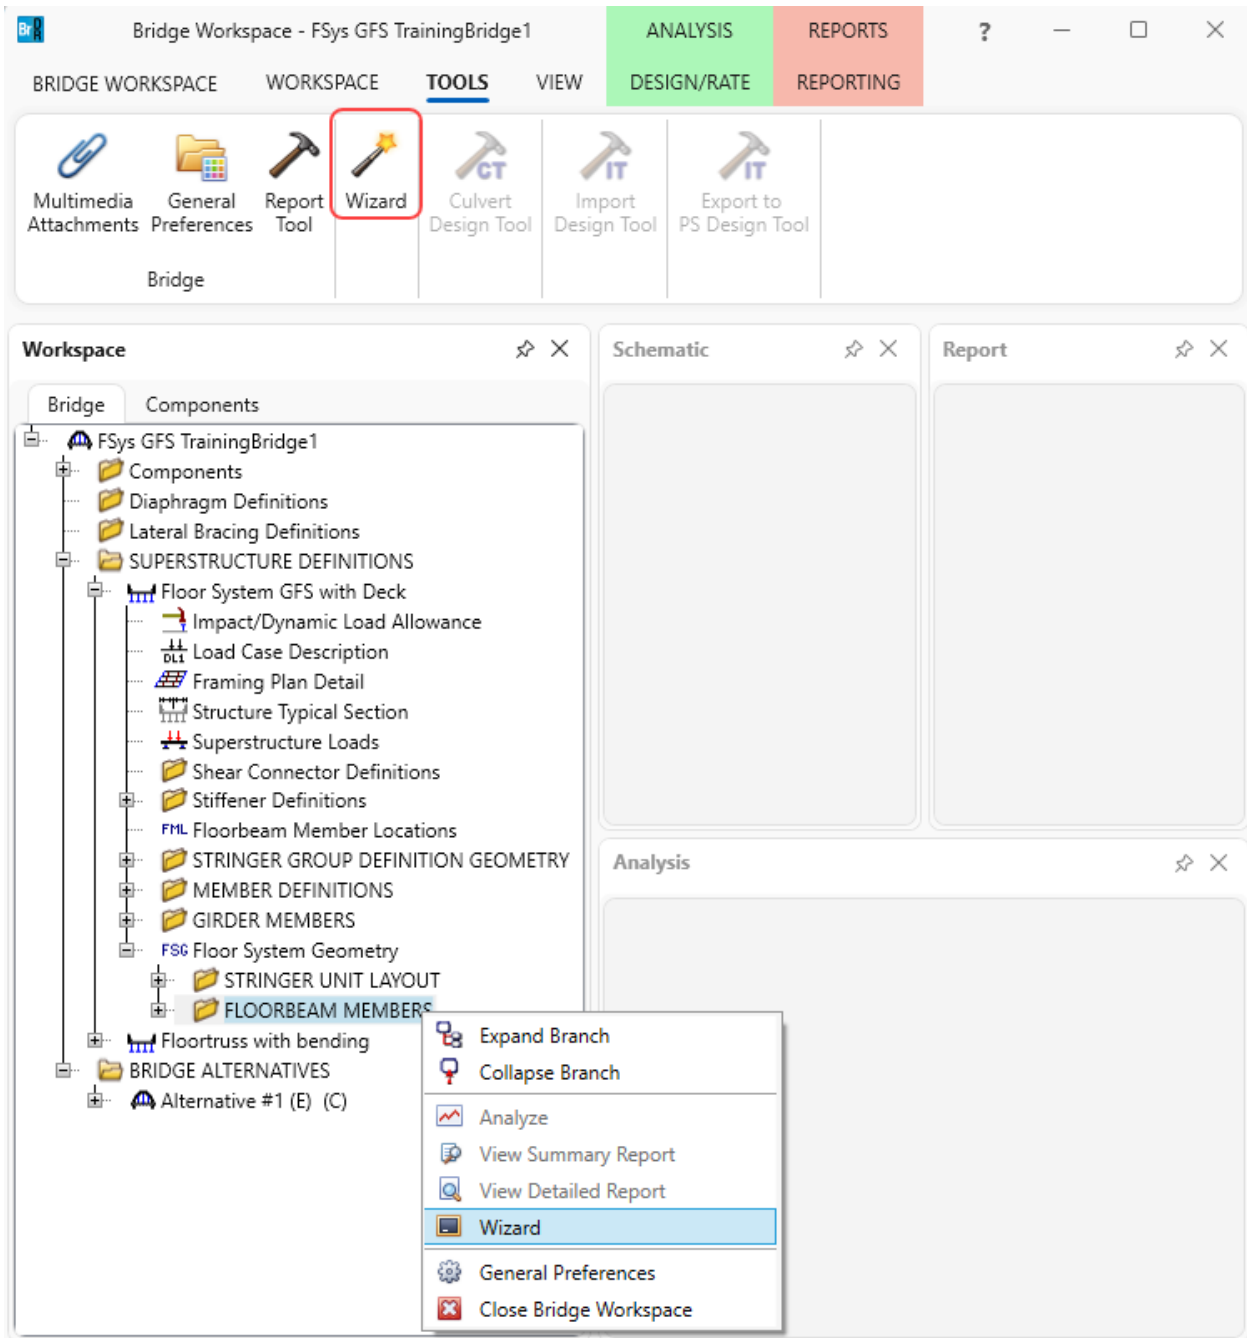 Br DR
Bridge Workspace - FSys GFS TrainingBridge1
ANALYSIS
REPORTS
?
BRIDGE WORKSPACE
WORKSPACE
TOOLS
VIEW
DESIGN/RATE
REPORTING
Multimedia
Attachments
General
Preferences
Report
Tool
Wizard
CT
Culvert
Design Tool
IT
Import
Design Tool
IT
Export to
PS Design Tool
Bridge
Workspace
Bridge
Components
FSys GFS TrainingBridge1
Components
Diaphragm Definitions
Lateral Bracing Definitions
SUPERSTRUCTURE DEFINITIONS
Floor System GFS with Deck
Impact/Dynamic Load Allowance
DL1 Load Case Description
Framing Plan Detail
Structure Typical Section
Superstructure Loads
Shear Connector Definitions
Stiffener Definitions
FML Floorbeam Member Locations
STRINGER GROUP DEFINITION GEOMETRY
MEMBER DEFINITIONS
GIRDER MEMBERS
FSG Floor System Geometry
STRINGER UNIT LAYOUT
FLOORBEAM MEMBERS
Floortruss with bending
BRIDGE ALTERNATIVES
Alternative #1 (E) (C)
Expand Branch
Collapse Branch
Analyze
View Summary Report
View Detailed Report
Wizard
General Preferences
Close Bridge Workspace
Schematic
Report
Analysis